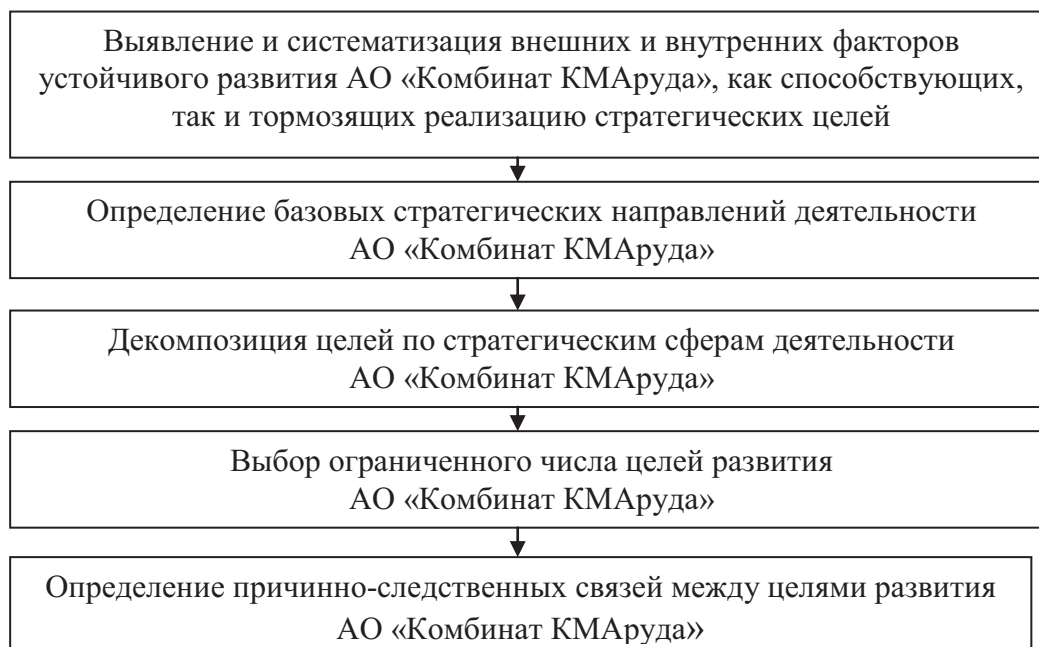 Выявление и систематизация внешних и внутренних факторов
устойчивого развития АО «Комбинат КМАруда», как способствующих,
так и тормозящих реализацию стратегических целей
Определение базовых стратегических направлений деятельности
АО «Комбинат КМАруда»
Декомпозиция целей по стратегическим сферам деятельности
АО «Комбинат КМАруда»
Выбор ограниченного числа целей развития
АО «Комбинат КМАруда»
Определение причинно-следственных связей между целями развития
АО «Комбинат КМАруда»